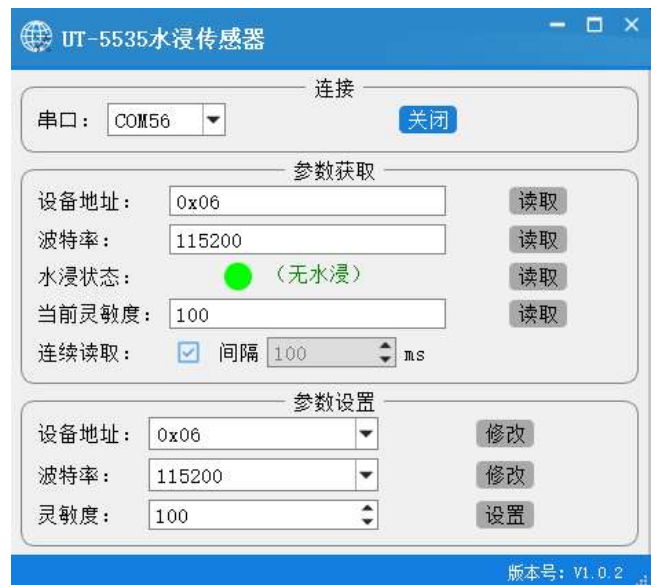 UT-5535水浸传感器
连接
串口： COM56 关闭
参数获取
设备地址： 0x06 读取
波特率： 115200 读取
水浸状态： （无水浸） 读取
当前灵敏度： 100 读取
连续读取： 间隔 100 ms
参数设置
设备地址： 0x06 修改
波特率： 115200 修改
灵敏度： 100 设置
版本号: V1.0.2